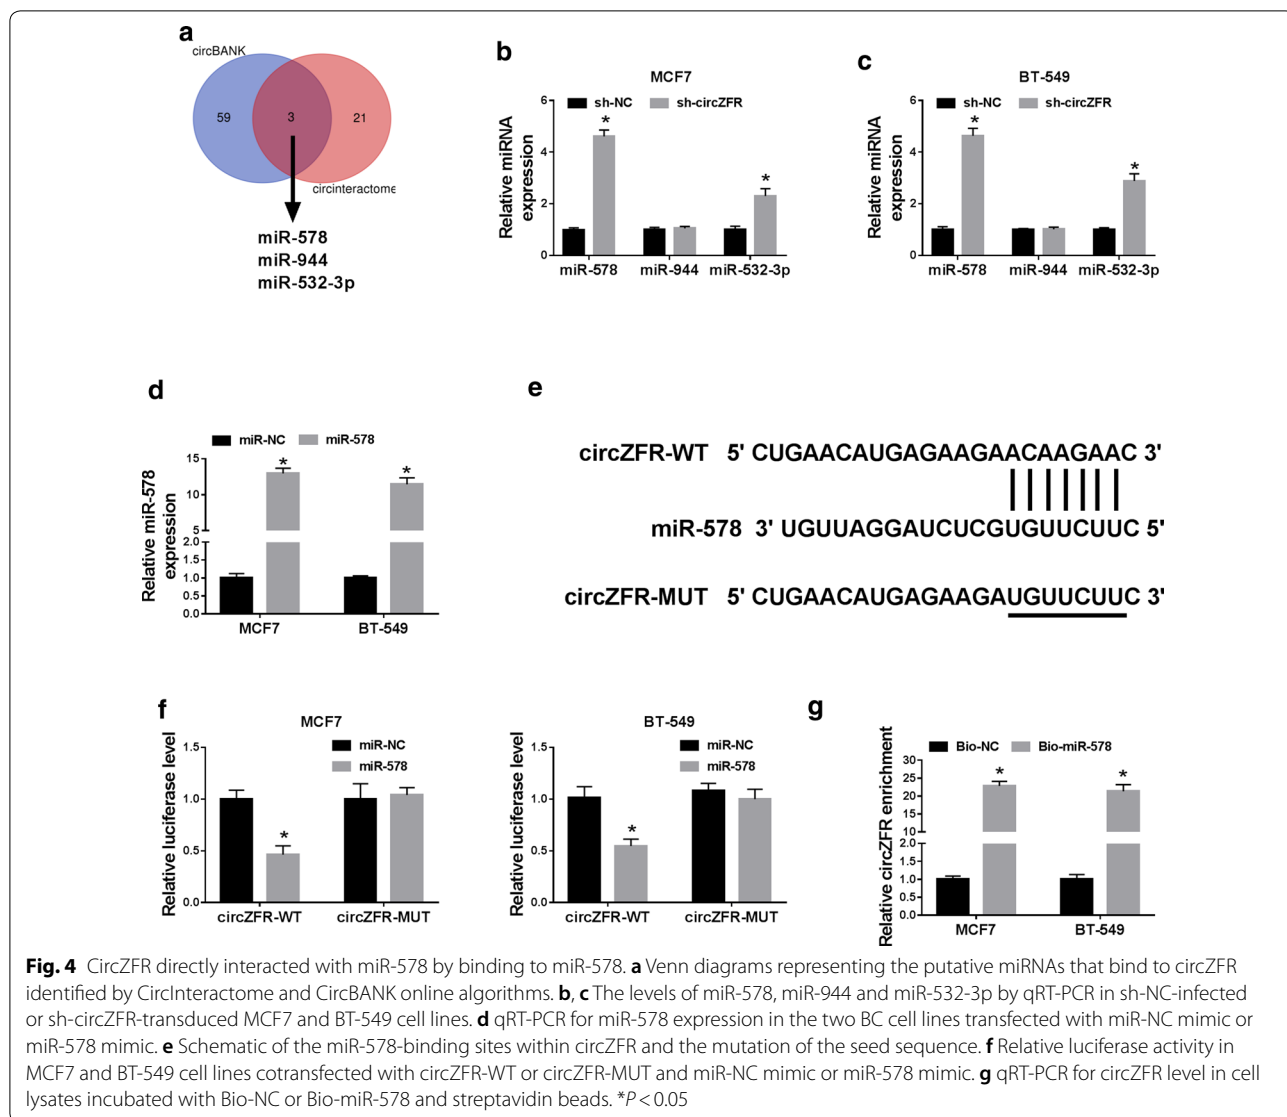 a
circBANK
59
3
21
circinteractome
miR-578
miR-944
miR-532-3p
b
MCF7
sh-NC
sh-circZFR
Relative miRNA
expression
6
4
2
0
*
*
miR-578
miR-944
miR-532-3p
c
BT-549
sh-NC
sh-circZFR
Relative miRNA
expression
6
4
2
0
*
*
miR-578
miR-944
miR-532-3p
d
miR-NC
miR-578
Relative miR-578
expression
15
10
5
2.0
1.5
1.0
0.5
0.0
*
*
MCF7
BT-549
e
circZFR-WT 5' CUGAACAUGAGAAGAACAAGAAC 3'
miR-578 3' UGUUAGGAUCUCGUGUUCUUC 5'
circZFR-MUT 5' CUGAACAUGAGAAGAUGUUCUUC 3'
f
MCF7
miR-NC
miR-578
Relative luciferase level
1.5
1.0
0.5
0.0
*
circZFR-WT
circZFR-MUT
BT-549
miR-NC
miR-578
Relative luciferase level
1.5
1.0
0.5
0.0
*
circZFR-WT
circZFR-MUT
g
Bio-NC
Bio-miR-578
Relative circZFR enrichment
30
25
20
15
10
2.0
1.5
1.0
0.5
0.0
*
*
MCF7
BT-549
Fig. 4 CircZFR directly interacted with miR-578 by binding to miR-578. a Venn diagrams representing the putative miRNAs that bind to circZFR
identified by CircInteractome and CircBANK online algorithms. b, c The levels of miR-578, miR-944 and miR-532-3p by qRT-PCR in sh-NC-infected
or sh-circZFR-transduced MCF7 and BT-549 cell lines. d qRT-PCR for miR-578 expression in the two BC cell lines transfected with miR-NC mimic or
miR-578 mimic. e Schematic of the miR-578-binding sites within circZFR and the mutation of the seed sequence. f Relative luciferase activity in
MCF7 and BT-549 cell lines cotransfected with circZFR-WT or circZFR-MUT and miR-NC mimic or miR-578 mimic. g qRT-PCR for circZFR level in cell
lysates incubated with Bio-NC or Bio-miR-578 and streptavidin beads. *P < 0.05